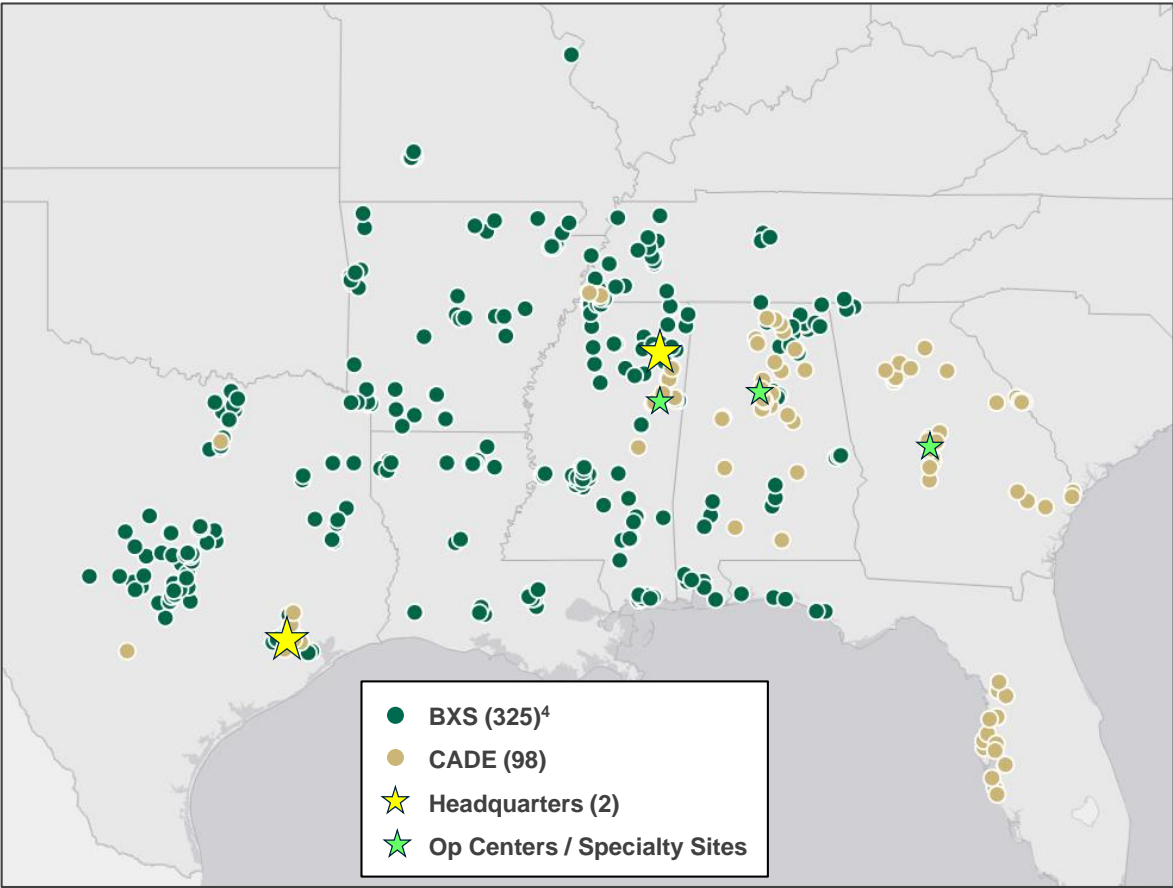 BXS (325)⁴
CADE (98)
Headquarters (2)
Op Centers / Specialty Sites